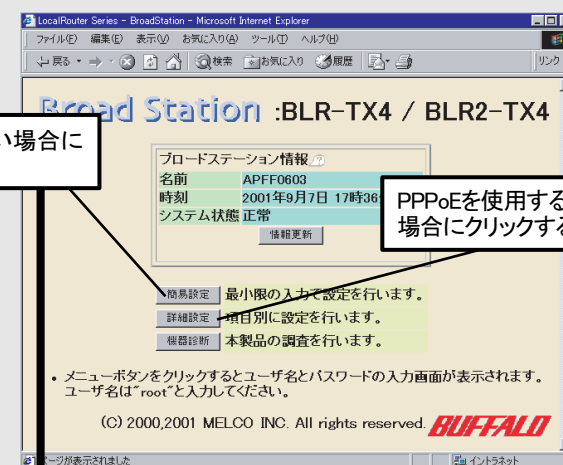 LocalRouter Series - BroadStation - Microsoft Internet Explorer
ファイル(F) 編集(E) 表示(V) お気に入り(A) ツール(T) ヘルプ(H)
戻る 検索 お気に入り 履歴 リンク
Broad Station :BLR-TX4 / BLR2-TX4
い場合に
ブロードステーション情報
名前 APFF0603
時刻 2001年9月7日 17時36
システム状態 正常
情報更新
PPPoEを使用する
場合にクリックする
簡易設定 最小限の入力で設定を行います。
詳細設定 項目別に設定を行います。
機器診断 本製品の調査を行います。
• メニューボタンをクリックするとユーザ名とパスワードの入力画面が表示されます。
ユーザ名は"root"と入力してください。
(C) 2000,2001 MELCO INC. All rights reserved. BUFFALO
ページが表示されました イントラネット